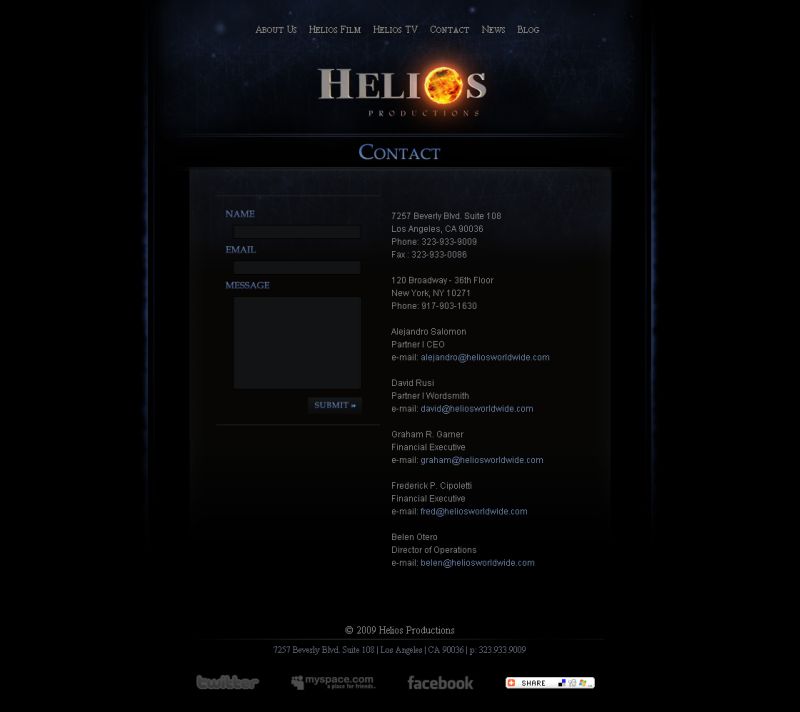 About Us Helios Film Helios TV Contact News Blog
HELIOS
PRODUCTIONS
Contact
NAME
EMAIL
MESSAGE
SUBMIT
7257 Beverly Blvd. Suite 108
Los Angeles, CA 90036
Phone: 323-933-9009
Fax : 323-933-0086
120 Broadway - 36th Floor
New York, NY 10271
Phone: 917-903-1630
Alejandro Salomon
Partner I CEO
e-mail: alejandro@heliosworldwide.com
David Rusi
Partner I Wordsmith
e-mail: david@heliosworldwide.com
Graham R. Garner
Financial Executive
e-mail: graham@heliosworldwide.com
Frederick P. Cipoletti
Financial Executive
e-mail: fred@heliosworldwide.com
Belen Otero
Director of Operations
e-mail: belen@heliosworldwide.com
© 2009 Helios Productions
7257 Beverly Blvd. Suite 108 | Los Angeles | CA 90036 | p: 323.933.9009
twitter myspace.com facebook SHARE
a place for friends.